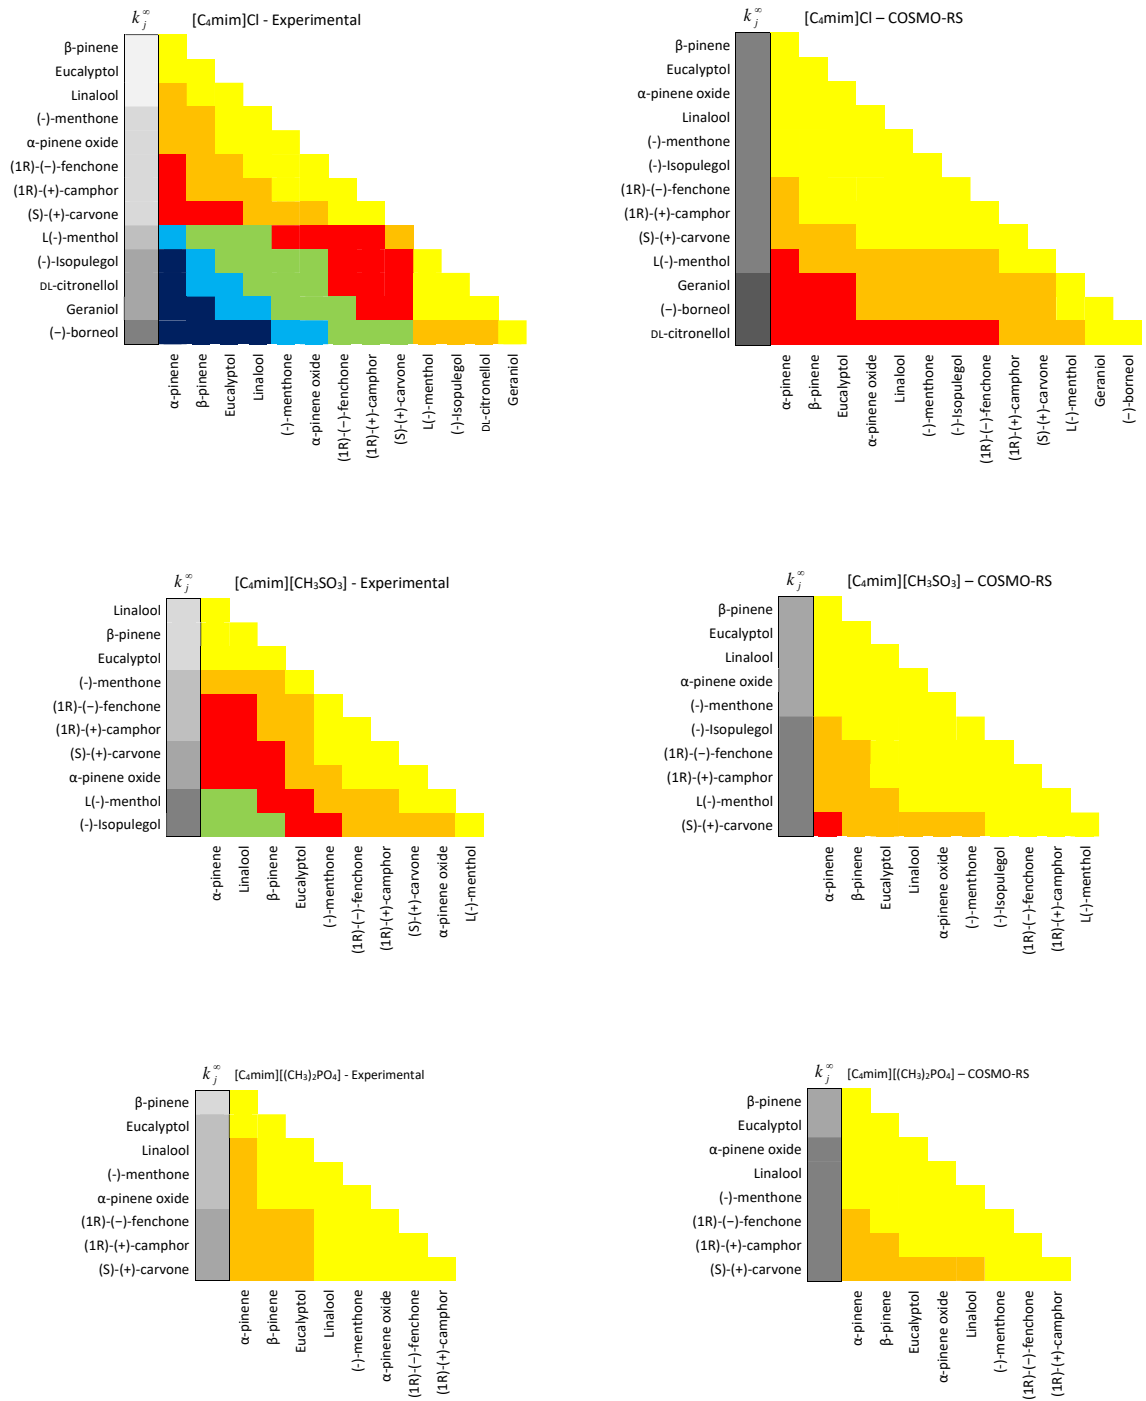 k∞j [C₄mim]Cl - Experimental
β-pinene
Eucalyptol
Linalool
(-)-menthone
α-pinene oxide
(1R)-(−)-fenchone
(1R)-(+)-camphor
(S)-(+)-carvone
L(-)-menthol
(-)-Isopulegol
DL-citronellol
Geraniol
(−)-borneol
α-pinene
β-pinene
Eucalyptol
Linalool
(-)-menthone
α-pinene oxide
(1R)-(−)-fenchone
(1R)-(+)-camphor
(S)-(+)-carvone
L(-)-menthol
(-)-Isopulegol
DL-citronellol
Geraniol
k∞j [C₄mim]Cl – COSMO-RS
β-pinene
Eucalyptol
α-pinene oxide
Linalool
(-)-menthone
(-)-Isopulegol
(1R)-(−)-fenchone
(1R)-(+)-camphor
(S)-(+)-carvone
L(-)-menthol
Geraniol
(−)-borneol
DL-citronellol
α-pinene
β-pinene
Eucalyptol
α-pinene oxide
Linalool
(-)-menthone
(-)-Isopulegol
(1R)-(−)-fenchone
(1R)-(+)-camphor
(S)-(+)-carvone
L(-)-menthol
Geraniol
(−)-borneol
k∞j [C₄mim][CH₃SO₃] - Experimental
Linalool
β-pinene
Eucalyptol
(-)-menthone
(1R)-(−)-fenchone
(1R)-(+)-camphor
(S)-(+)-carvone
α-pinene oxide
L(-)-menthol
(-)-Isopulegol
α-pinene
Linalool
β-pinene
Eucalyptol
(-)-menthone
(1R)-(−)-fenchone
(1R)-(+)-camphor
(S)-(+)-carvone
α-pinene oxide
L(-)-menthol
k∞j [C₄mim][CH₃SO₃] – COSMO-RS
β-pinene
Eucalyptol
Linalool
α-pinene oxide
(-)-menthone
(-)-Isopulegol
(1R)-(−)-fenchone
(1R)-(+)-camphor
L(-)-menthol
(S)-(+)-carvone
α-pinene
β-pinene
Eucalyptol
Linalool
α-pinene oxide
(-)-menthone
(-)-Isopulegol
(1R)-(−)-fenchone
(1R)-(+)-camphor
L(-)-menthol
k∞j [C₄mim][(CH₃)₂PO₄] - Experimental
β-pinene
Eucalyptol
Linalool
(-)-menthone
α-pinene oxide
(1R)-(−)-fenchone
(1R)-(+)-camphor
(S)-(+)-carvone
α-pinene
β-pinene
Eucalyptol
Linalool
(-)-menthone
α-pinene oxide
(1R)-(−)-fenchone
(1R)-(+)-camphor
k∞j [C₄mim][(CH₃)₂PO₄] – COSMO-RS
β-pinene
Eucalyptol
α-pinene oxide
Linalool
(-)-menthone
(1R)-(−)-fenchone
(1R)-(+)-camphor
(S)-(+)-carvone
α-pinene
β-pinene
Eucalyptol
α-pinene oxide
Linalool
(-)-menthone
(1R)-(−)-fenchone
(1R)-(+)-camphor